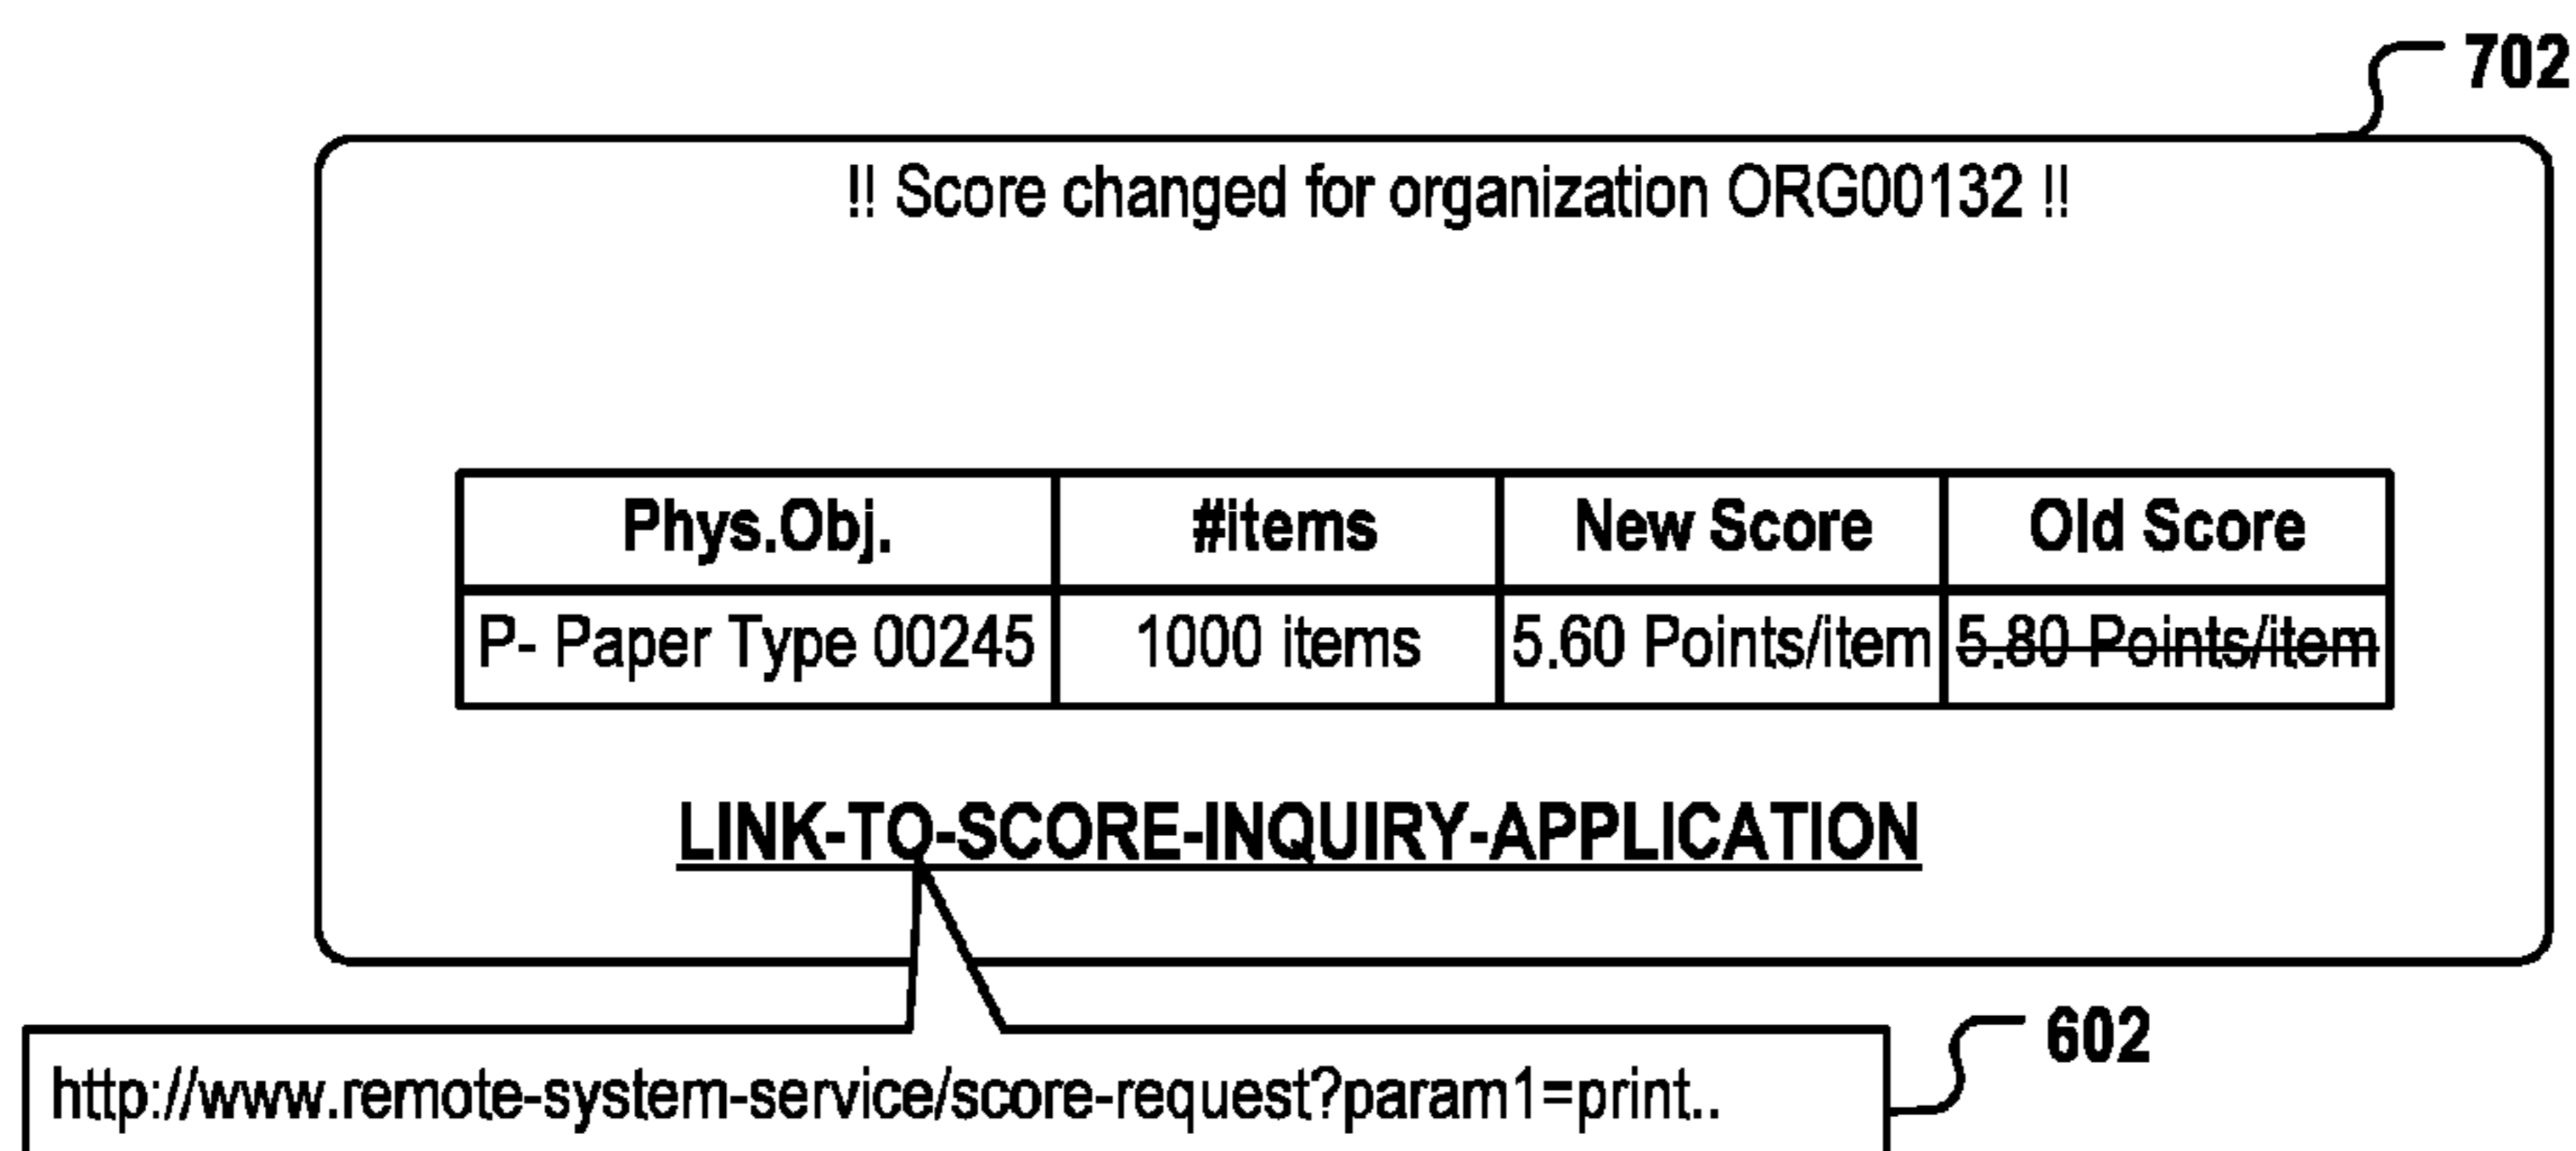 702
!! Score changed for organization ORG00132 !!
Phys.Obj. #items New Score Old Score
P- Paper Type 00245 1000 items 5.60 Points/item 5.80 Points/item
LINK-TO-SCORE-INQUIRY-APPLICATION
602
http://www.remote-system-service/score-request?param1=print..